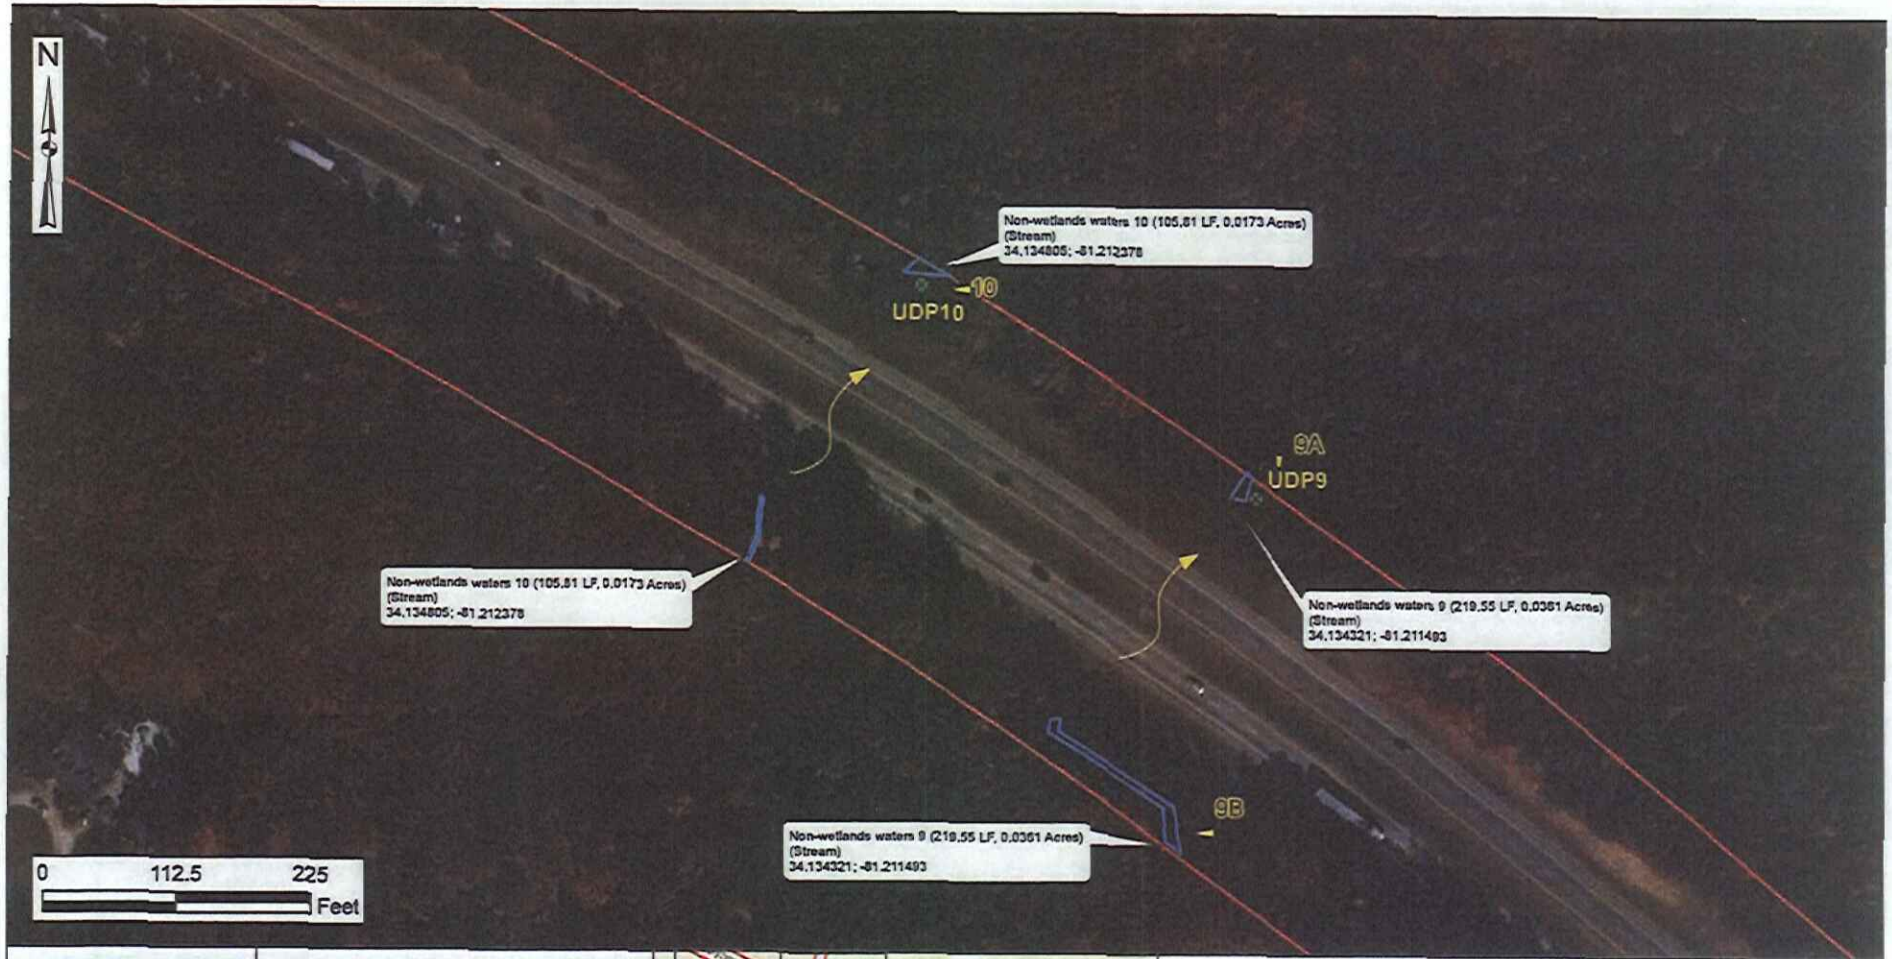 N
Non-wetlands waters 10 (105.81 LF, 0.0173 Acres)
(Stream)
34.134805; -81.212378
10
UDP10
9A
UDP9
Non-wetlands waters 10 (105.81 LF, 0.0173 Acres)
(Stream)
34.134805; -81.212378
Non-wetlands waters 9 (219.55 LF, 0.0361 Acres)
(Stream)
34.134321; -81.211493
9B
Non-wetlands waters 9 (219.55 LF, 0.0361 Acres)
(Stream)
34.134321; -81.211493
0 112.5 225
Feet